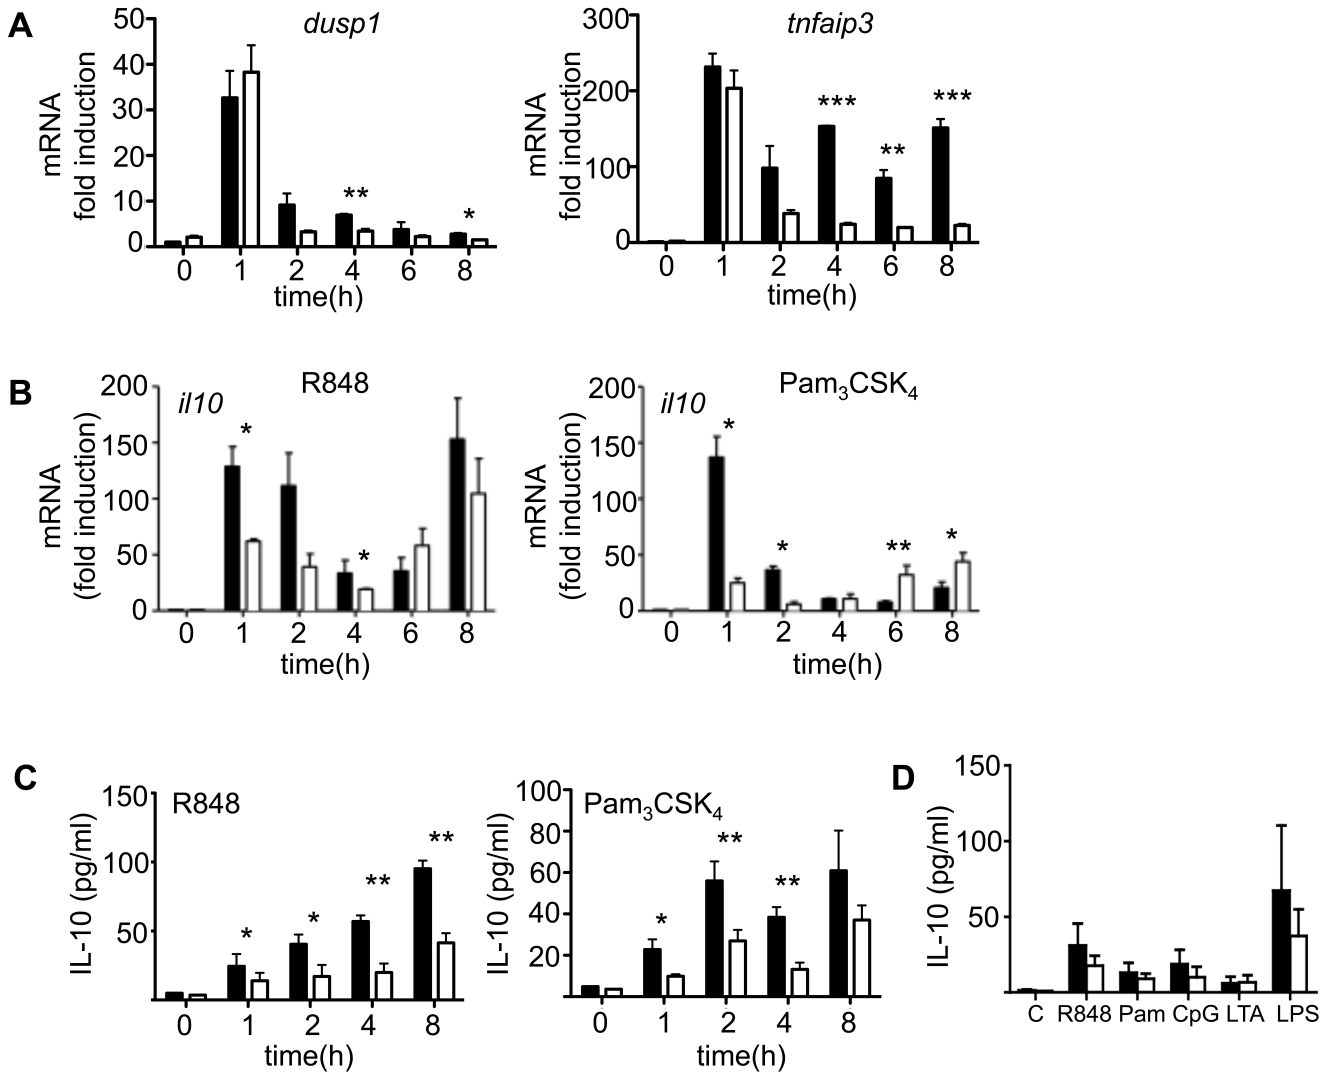 A
dusp1
mRNA
fold induction
50
40
30
20
10
0
** *
0 1 2 4 6 8
time(h)
tnfaip3
mRNA
fold induction
300
200
100
0
*** ** ***
0 1 2 4 6 8
time(h)
B
R848
il10
mRNA
(fold induction)
200
150
100
50
0
* *
0 1 2 4 6 8
time(h)
Pam3CSK4
il10
mRNA
(fold induction)
200
150
100
50
0
* * ** *
0 1 2 4 6 8
time(h)
C
R848
IL-10 (pg/ml)
150
100
50
* * ** **
0 1 2 4 8
time(h)
Pam3CSK4
IL-10 (pg/ml)
100
80
60
40
20
* ** **
0 1 2 4 8
time(h)
D
IL-10 (pg/ml)
150
100
50
C R848 Pam CpG LTA LPS